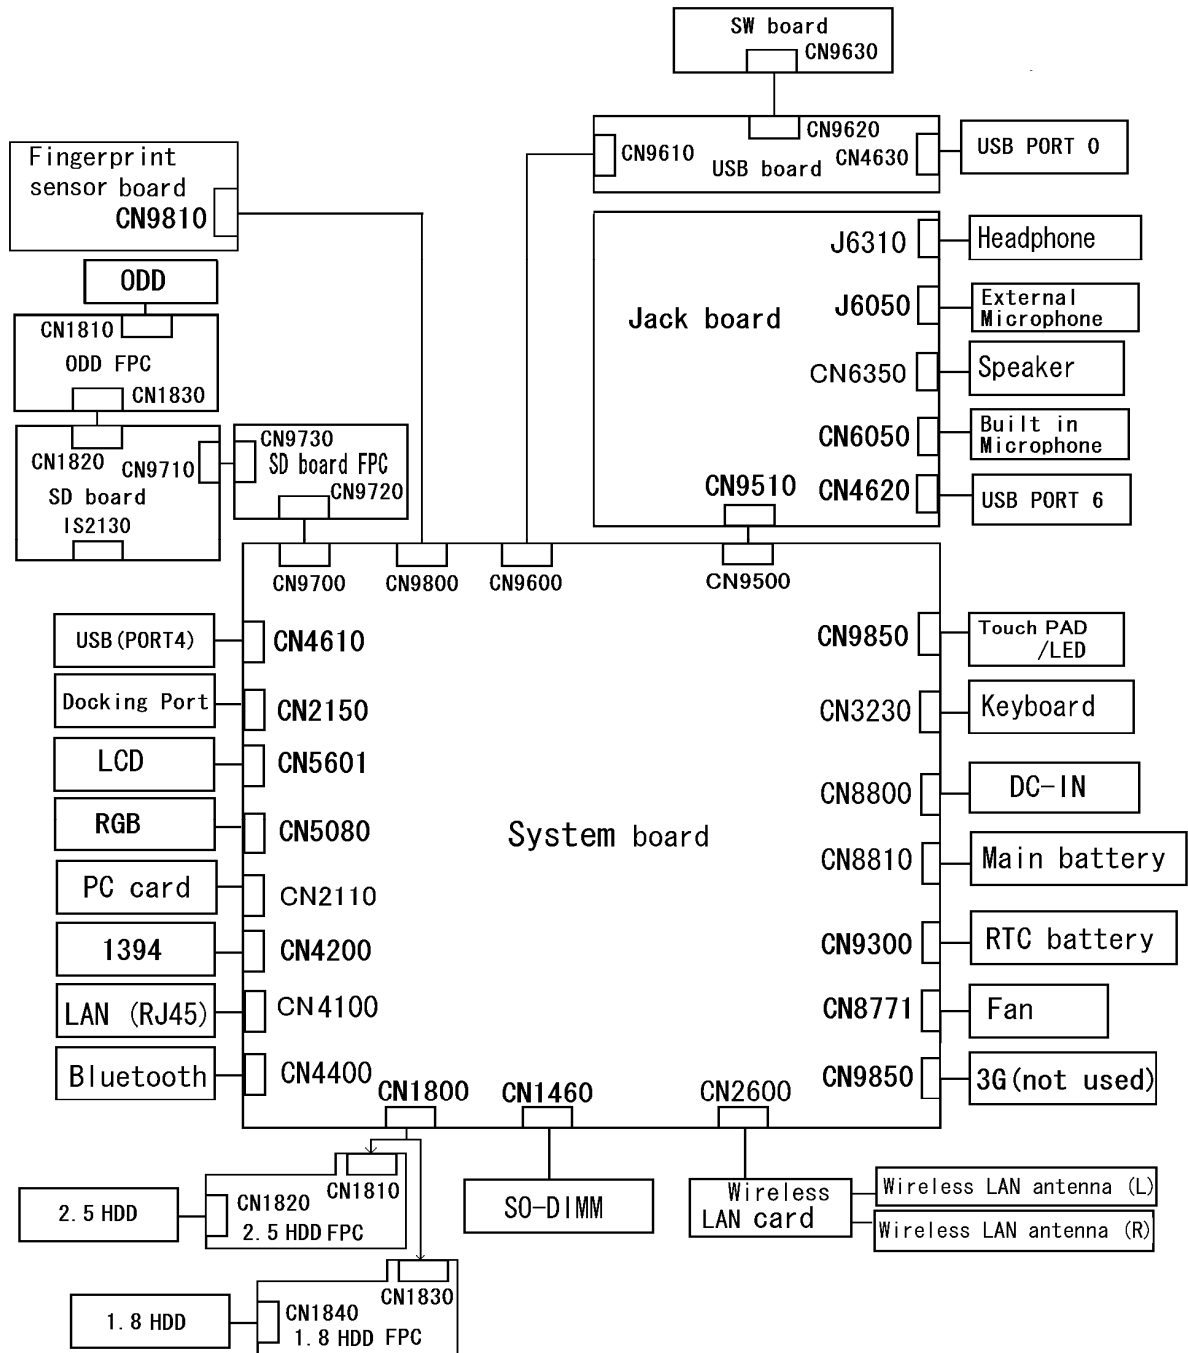 SW board
CN9630
CN9620
CN9610
CN4630
USB board
USB PORT 0
Fingerprint
sensor board
CN9810
ODD
CN1810
ODD FPC
CN1830
CN1820
CN9710
SD board
IS2130
CN9730
SD board FPC
CN9720
J6310
Headphone
Jack board
J6050
External
Microphone
CN6350
Speaker
CN6050
Built in
Microphone
CN9510
CN4620
USB PORT 6
CN9700
CN9800
CN9600
CN9500
USB(PORT4)
CN4610
Docking Port
CN2150
LCD
CN5601
RGB
CN5080
PC card
CN2110
1394
CN4200
LAN (RJ45)
CN4100
Bluetooth
CN4400
System board
CN9850
Touch PAD
/LED
CN3230
Keyboard
CN8800
DC-IN
CN8810
Main battery
CN9300
RTC battery
CN8771
Fan
CN9850
3G(not used)
CN1800
CN1460
CN2600
CN1810
CN1820
2.5 HDD FPC
2.5 HDD
SO-DIMM
Wireless
LAN card
Wireless LAN antenna (L)
Wireless LAN antenna (R)
CN1830
CN1840
1.8 HDD FPC
1.8 HDD